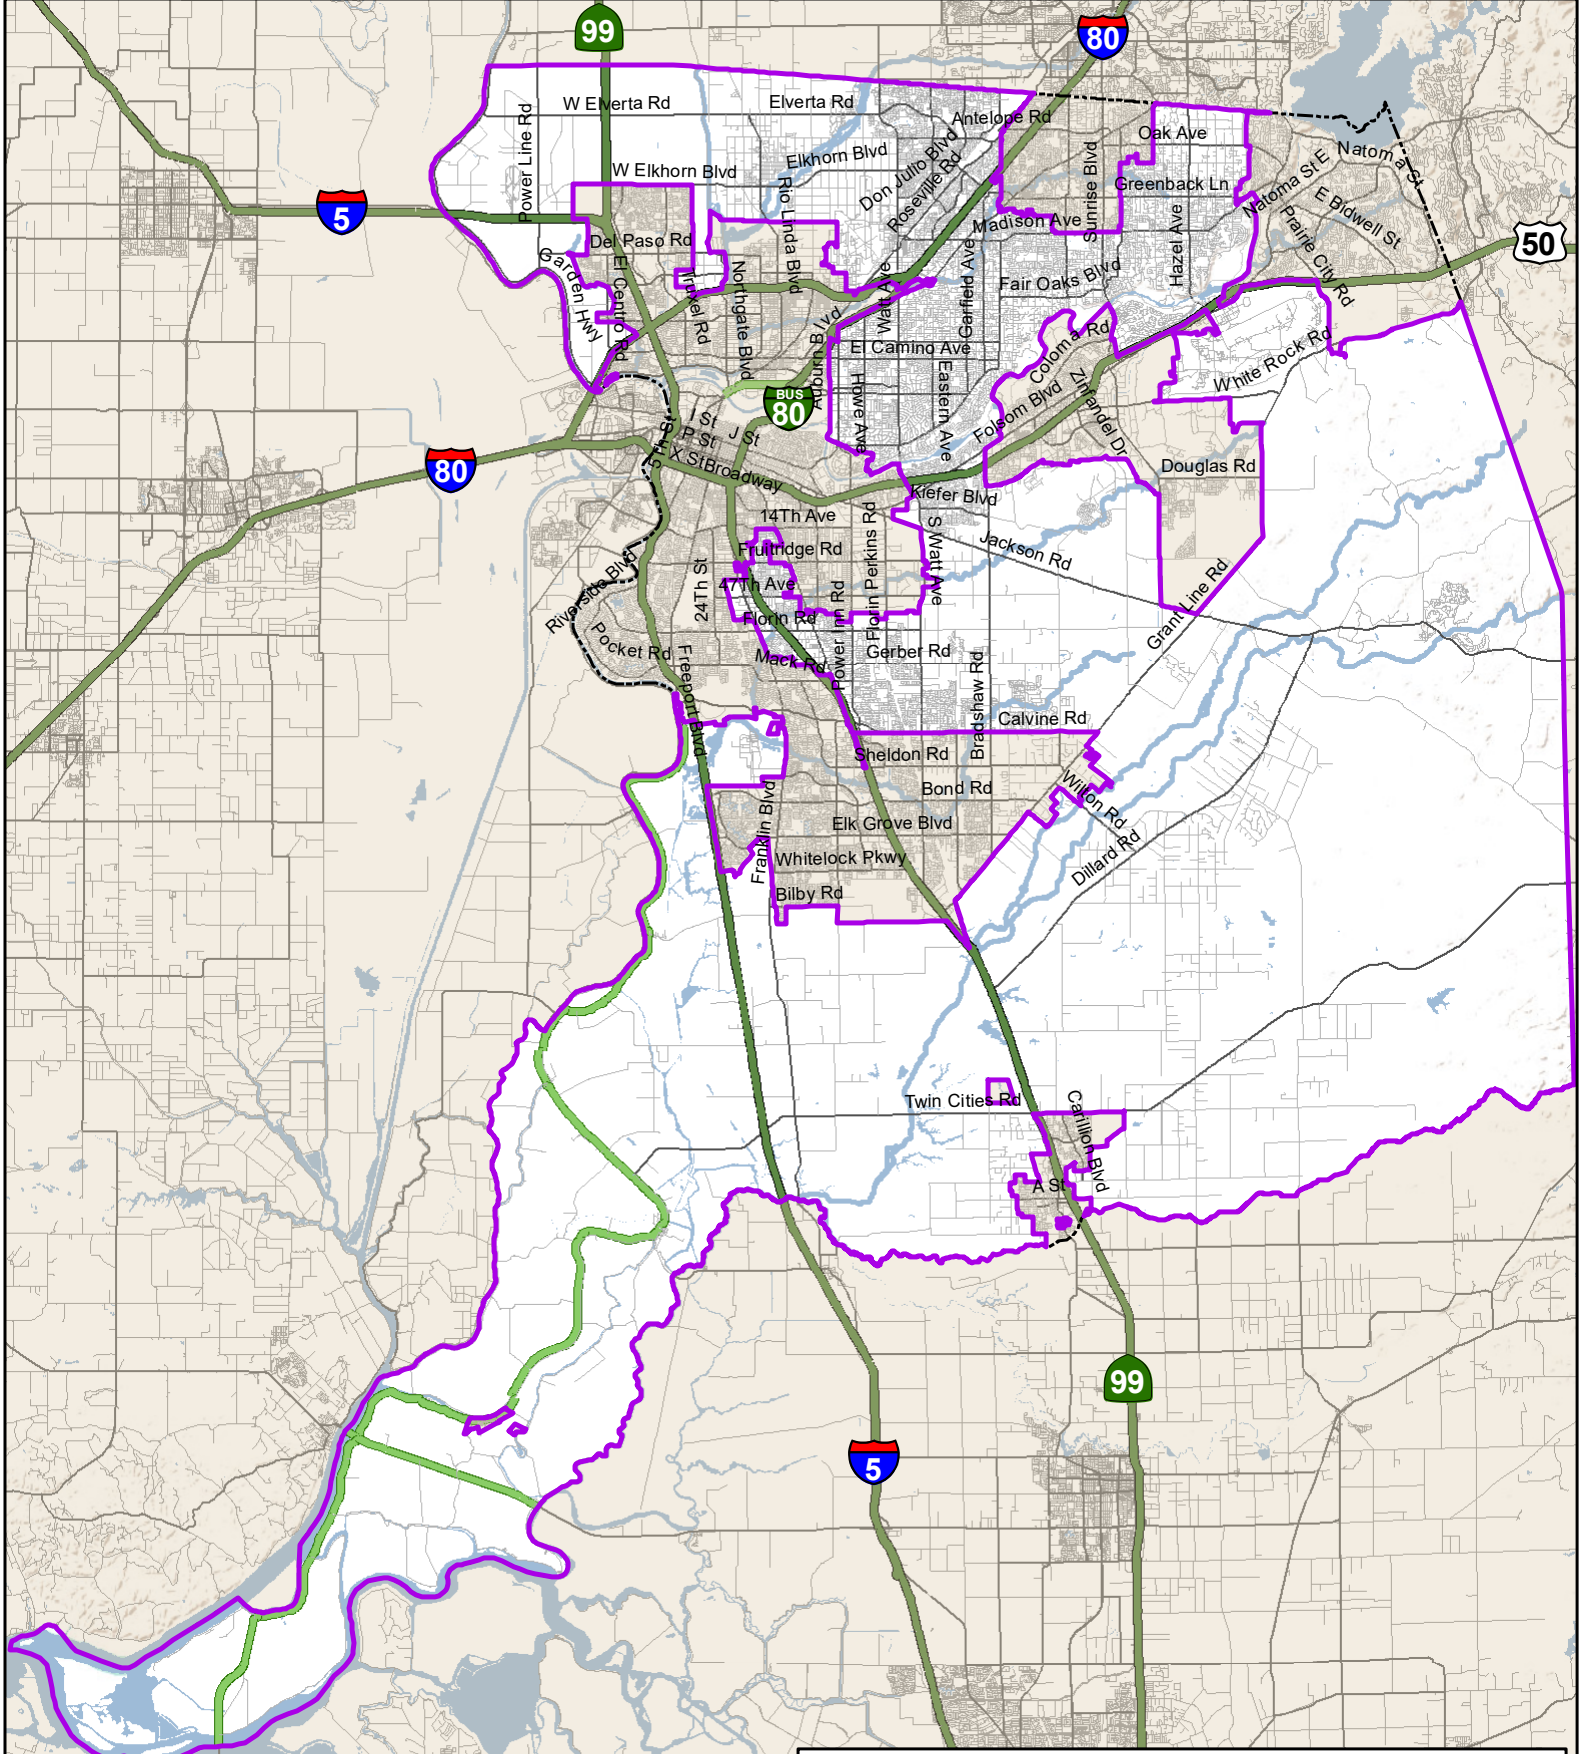 99
80
W Elverta Rd
Elverta Rd
Power Line Rd
Antelope Rd
Oak Ave
Elkhorn Blvd
Don Julio Blvd
Roseville Rd
Natoma St
Natoma St E
W Elkhorn Blvd
Rio Linda Blvd
Sunrise Blvd
Greenback Ln
E Bidwell St
5
Madison Ave
Hazel Ave
Prairie City Rd
50
Del Paso Rd
Garden Hwy
El Centro Rd
Truxel Rd
Northgate Blvd
Watt Ave
Garfield Ave
Fair Oaks Blvd
Auburn Blvd
El Camino Ave
Coloma Rd
White Rock Rd
BUS
80
Howe Ave
Eastern Ave
Folsom Blvd
Zinfandel Dr
I St
J St
P St
5Th St
X St
Broadway
80
Douglas Rd
Kiefer Blvd
14Th Ave
Florin Perkins Rd
S Watt Ave
Jackson Rd
Fruitridge Rd
Riverside Blvd
24Th St
47Th Ave
Power Inn Rd
Grant Line Rd
Florin Rd
Pocket Rd
Freeport Blvd
Mack Rd
Gerber Rd
Bradshaw Rd
Calvine Rd
Sheldon Rd
Bond Rd
Wilton Rd
Franklin Blvd
Elk Grove Blvd
Dillard Rd
Whitelock Pkwy
Bilby Rd
Twin Cities Rd
Carillion Blvd
A St
99
5